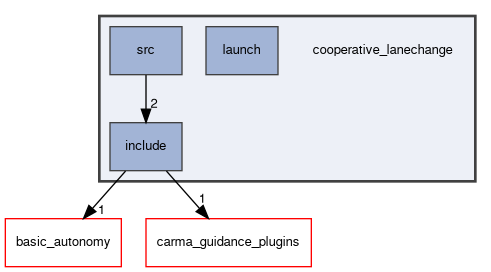 src
launch
cooperative_lanechange
2
include
1
1
basic_autonomy
carma_guidance_plugins